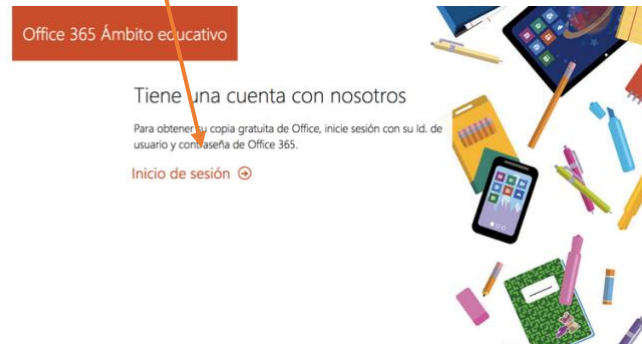 Office 365 Ámbito educativo
Tiene una cuenta con nosotros
Para obtener su copia gratuita de Office, inicie sesión con su Id. de
usuario y contraseña de Office 365.
Inicio de sesión